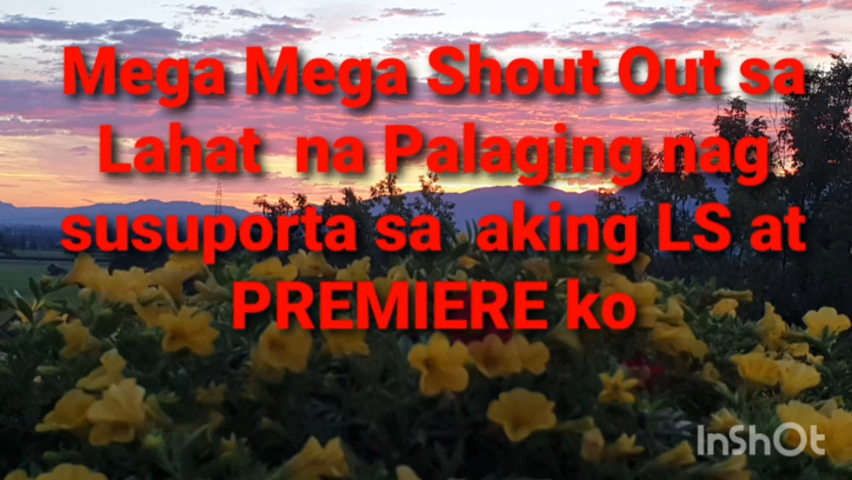 Mega Mega Shout Out sa
Lahat na Palaging nag
susuporta sa aking LS at
PREMIERE ko
InShOt